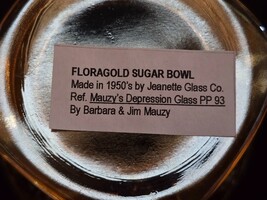 FLORAGOLD SUGAR BOWL
Made in 1950's by Jeanette Glass Co.
Ref. Mauzy's Depression Glass PP 93
By Barbara & Jim Mauzy